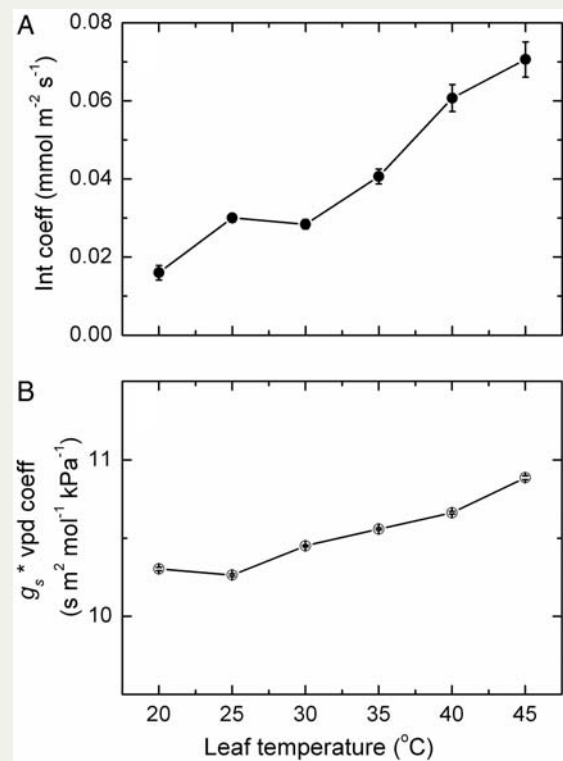 A
0.08
0.06
0.04
0.02
0.00
Int coeff (mmol m⁻² s⁻¹)
B
11
10
gₛ * vpd coeff
(s m² mol⁻¹ kPa⁻¹)
20 25 30 35 40 45
Leaf temperature (°C)